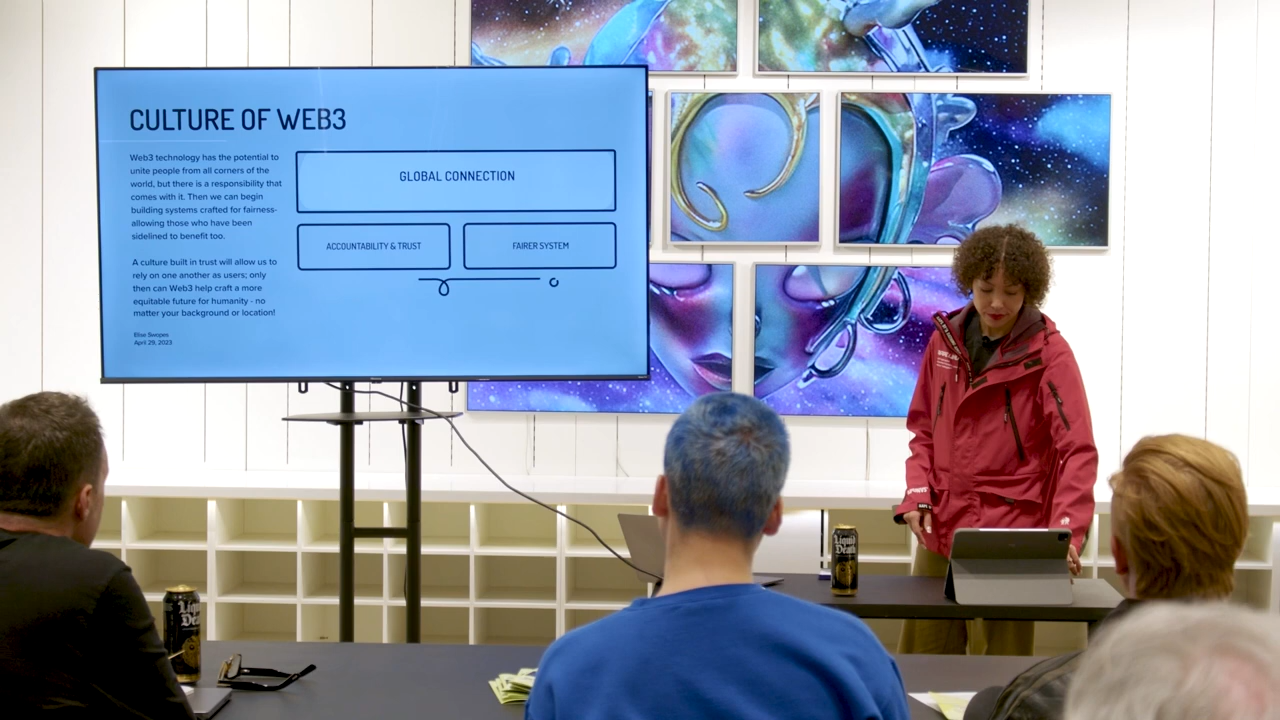 CULTURE OF WEB3
Web3 technology has the potential to
unite people from all corners of the
world, but there is a responsibility that
comes with it. Then we can begin
building systems crafted for fairness-
allowing those who have been
sidelined to benefit too.
A culture built in trust will allow us to
rely on one another as users; only
then can Web3 help craft a more
equitable future for humanity - no
matter your background or location!
Elise Swopes
April 29, 2023
GLOBAL CONNECTION
ACCOUNTABILITY & TRUST
FAIRER SYSTEM
Liquid
Death
Liquid
Death